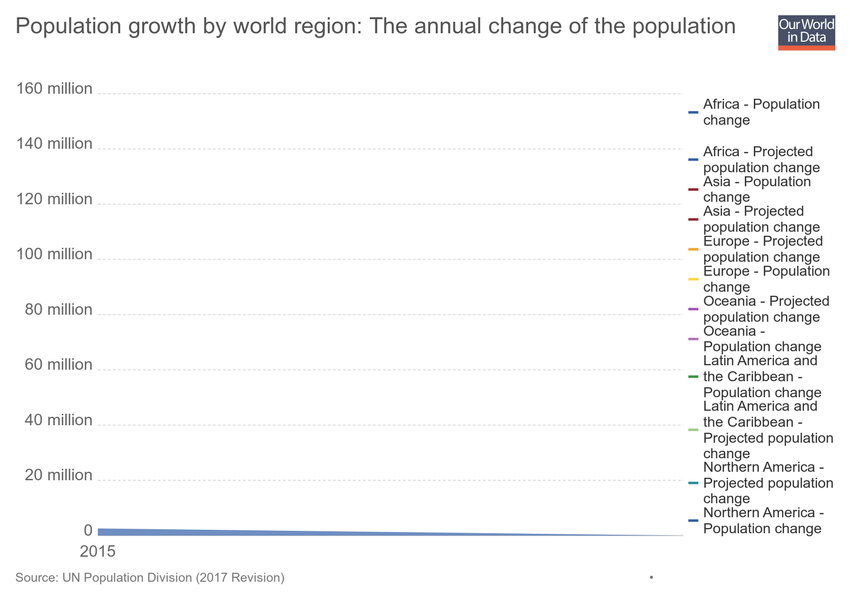 Population growth by world region: The annual change of the population
Our World
in Data
160 million
140 million
120 million
100 million
80 million
60 million
40 million
20 million
0
2015
Africa - Population
change
Africa - Projected
population change
Asia - Population
change
Asia - Projected
population change
Europe - Projected
population change
Europe - Population
change
Oceania - Projected
population change
Oceania -
Population change
Latin America and
the Caribbean -
Population change
Latin America and
the Caribbean -
Projected population
change
Northern America -
Projected population
change
Northern America -
Population change
Source: UN Population Division (2017 Revision)
•